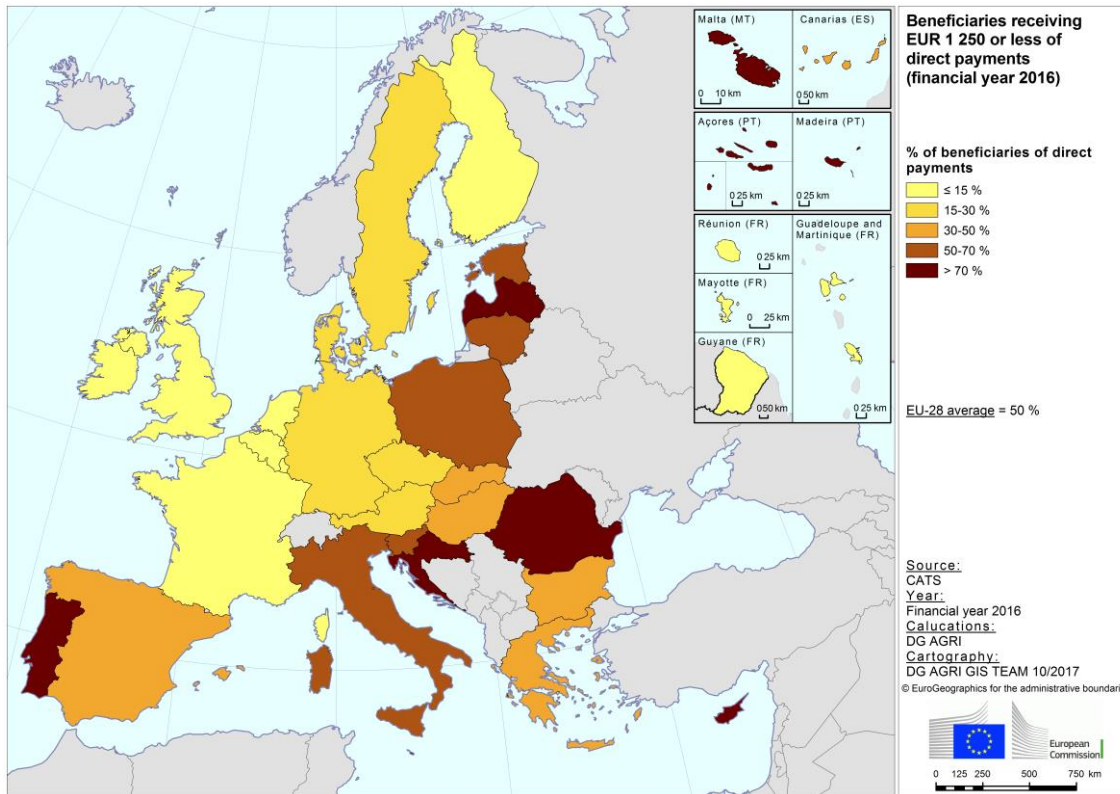 Malta (MT)
0 10 km
Canarias (ES)
0 50 km
Açores (PT)
0 25 km
Madeira (PT)
0 25 km
Réunion (FR)
0 25 km
Mayotte (FR)
0 25 km
Guyane (FR)
0 50 km
Guadeloupe and
Martinique (FR)
0 25 km
Beneficiaries receiving
EUR 1 250 or less of
direct payments
(financial year 2016)
% of beneficiaries of direct
payments
≤ 15 %
15-30 %
30-50 %
50-70 %
> 70 %
EU-28 average = 50 %
Source:
CATS
Year:
Financial year 2016
Calucations:
DG AGRI
Cartography:
DG AGRI GIS TEAM 10/2017
© EuroGeographics for the administrative boundari
European
Commission
0 125 250 500 750 km